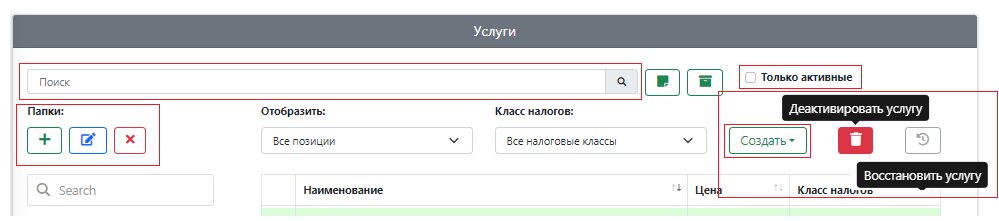 Услуги
Поиск
Только активные
Папки:
Отобразить:
Класс налогов:
Деактивировать услугу
Все позиции
Все налоговые классы
Создать
Восстановить услугу
Search
Наименование
Цена
Класс налогов